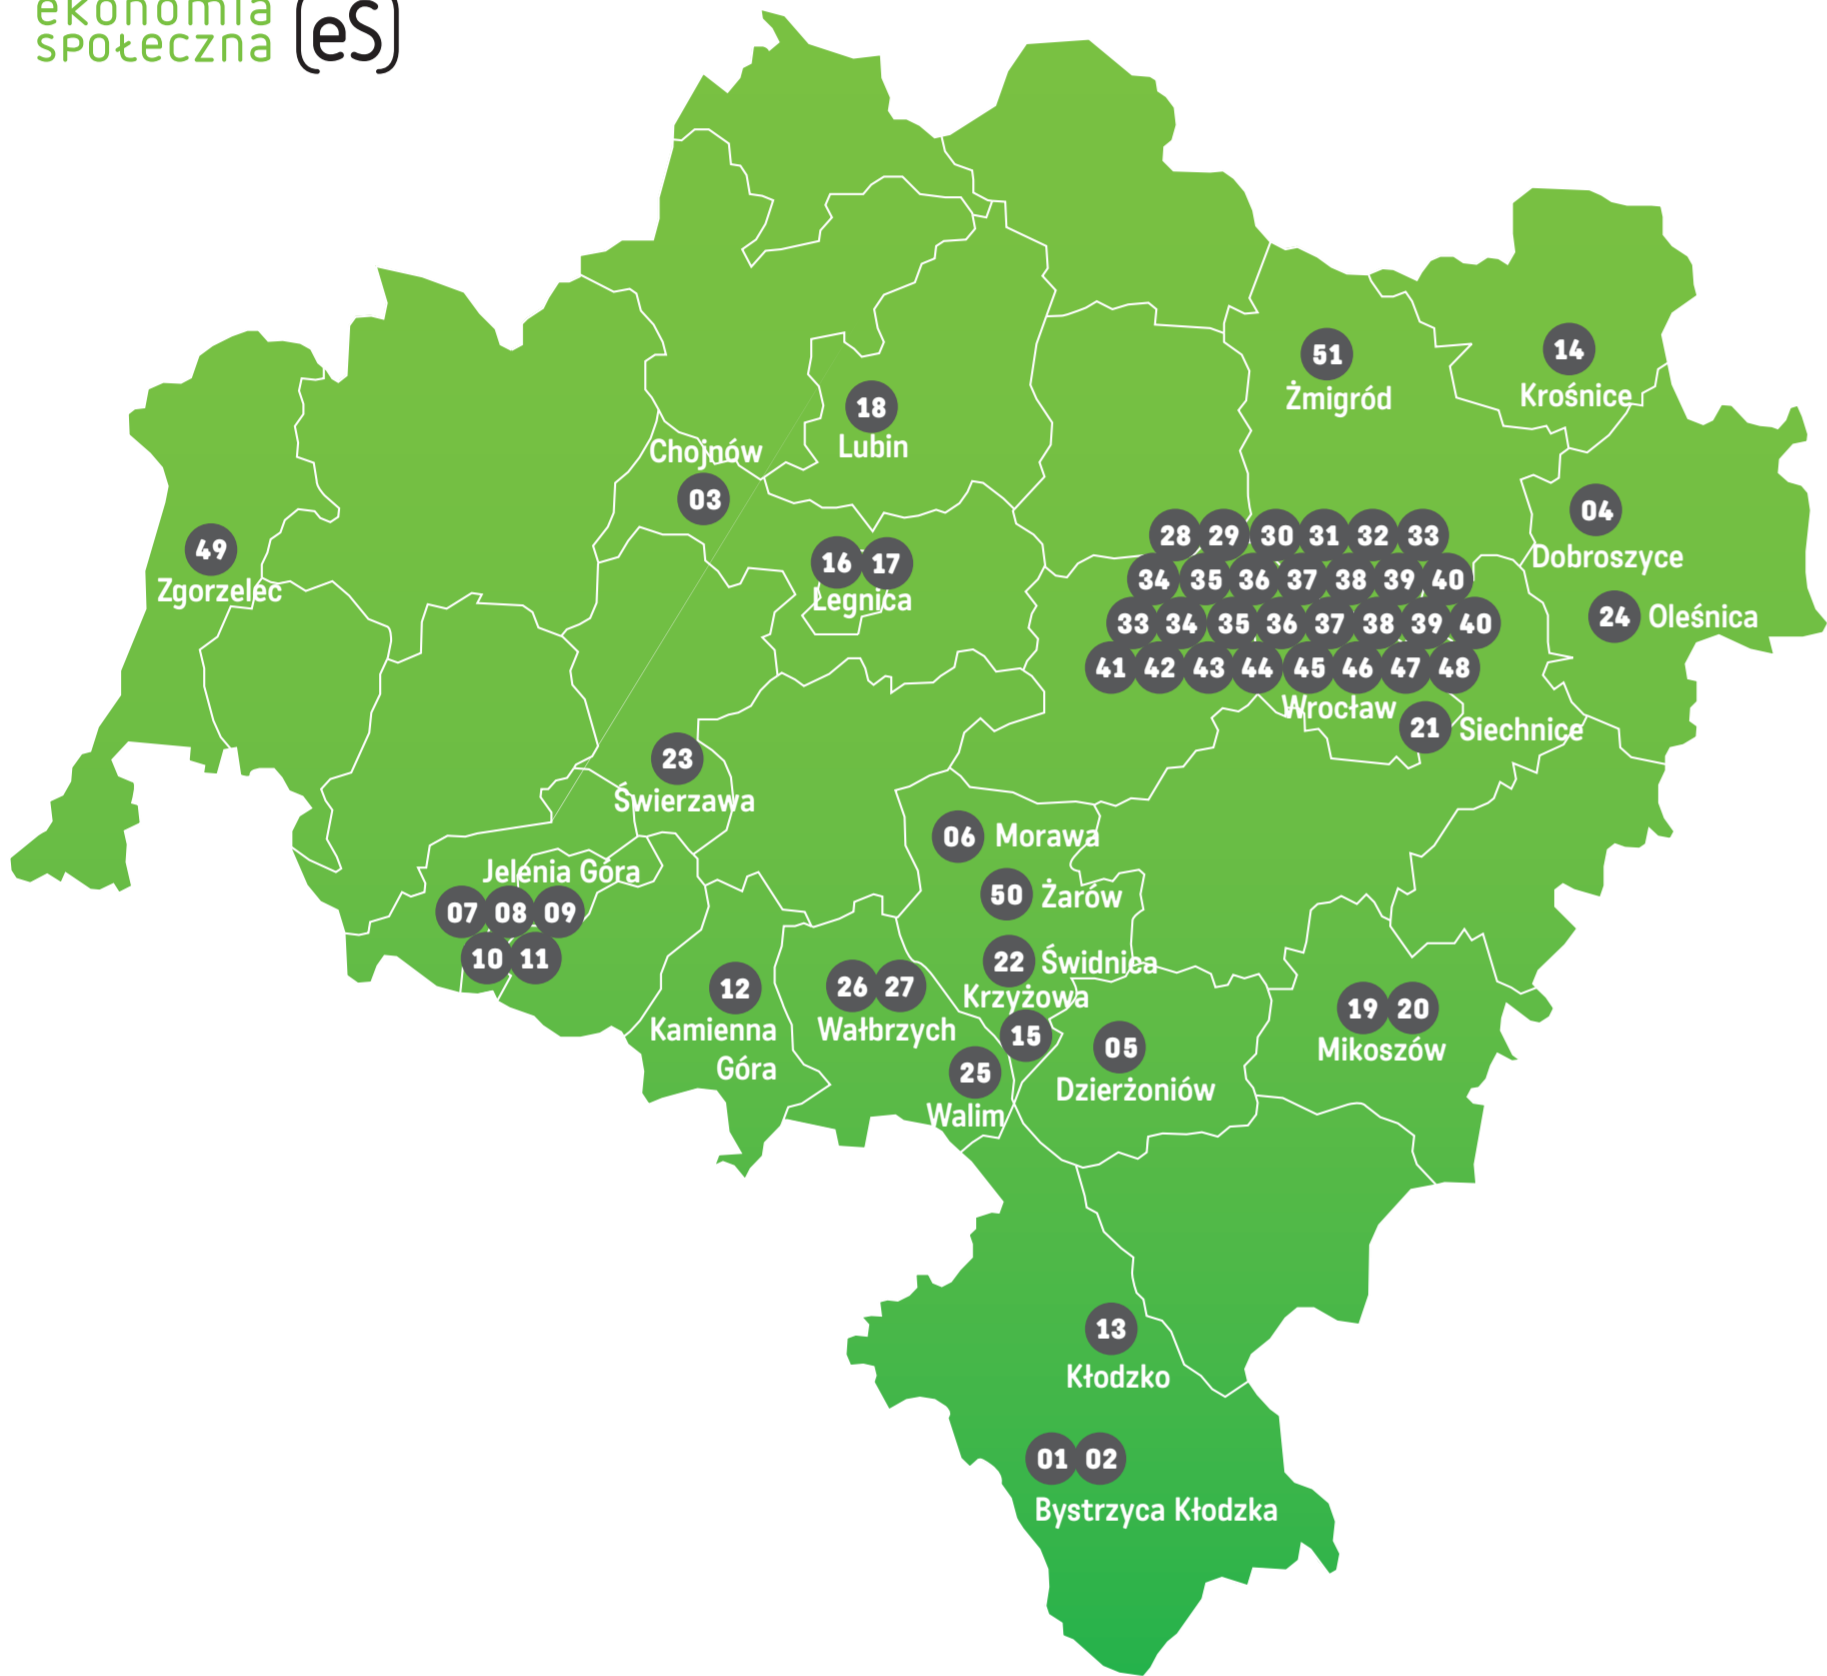 ekonomia
społeczna (eS)
51
Żmigród
14
Krośnice
18
Lubin
Chojnów
03
04
Dobroszyce
49
Zgorzelec
16 17
Legnica
28 29 30 31 32 33
34 35 36 37 38 39 40
33 34 35 36 37 38 39 40
41 42 43 44 45 46 47 48
Wrocław
24 Oleśnica
21 Siechnice
23
Świerzawa
06 Morawa
Jelenia Góra
07 08 09
10 11
50 Żarów
22 Świdnica
Krzyżowa
15
12
Kamienna
Góra
26 27
Wałbrzych
25
Walim
05
Dzierżoniów
19 20
Mikoszów
13
Kłodzko
01 02
Bystrzyca Kłodzka